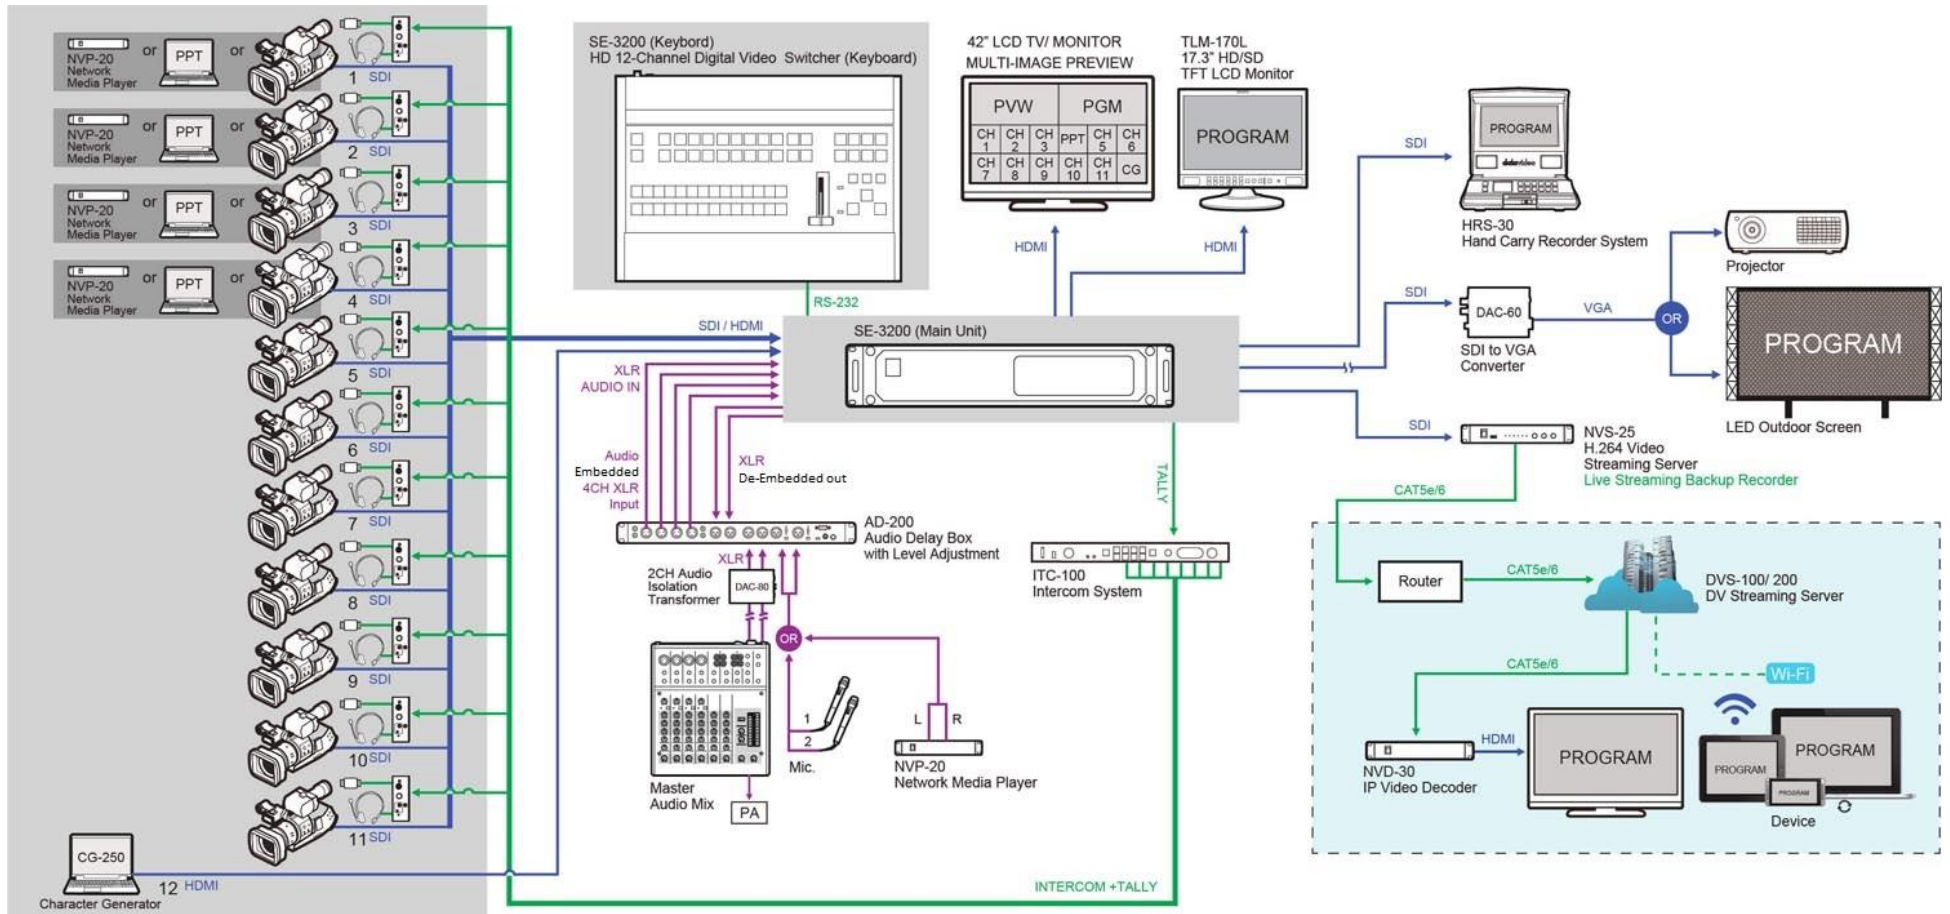 NVP-20
Network
Media Player
or
PPT
or
1 SDI
NVP-20
Network
Media Player
or
PPT
or
2 SDI
NVP-20
Network
Media Player
or
PPT
or
3 SDI
NVP-20
Network
Media Player
or
PPT
or
4 SDI
5 SDI
6 SDI
7 SDI
8 SDI
9 SDI
10 SDI
11 SDI
CG-250
12 HDMI
Character Generator
SE-3200 (Keybord)
HD 12-Channel Digital Video Switcher (Keyboard)
RS-232
42" LCD TV/ MONITOR
MULTI-IMAGE PREVIEW
PVW PGM
CH 1 CH 2 CH 3 PPT CH 5 CH 6
CH 7 CH 8 CH 9 CH 10 CH 11 CG
HDMI
TLM-170L
17.3" HD/SD
TFT LCD Monitor
PROGRAM
HDMI
SDI / HDMI
SE-3200 (Main Unit)
XLR
AUDIO IN
Audio
Embedded
4CH XLR
Input
XLR
De-Embedded out
AD-200
Audio Delay Box
with Level Adjustment
XLR
2CH Audio
Isolation
Transformer
DAC-80
OR
Master
Audio Mix
PA
1
2
Mic.
L R
NVP-20
Network Media Player
TALLY
ITC-100
Intercom System
INTERCOM +TALLY
SDI
PROGRAM
datavideo
HRS-30
Hand Carry Recorder System
SDI
DAC-60
SDI to VGA
Converter
VGA
OR
Projector
PROGRAM
LED Outdoor Screen
SDI
NVS-25
H.264 Video
Streaming Server
Live Streaming Backup Recorder
CAT5e/6
Router
CAT5e/6
DVS-100/ 200
DV Streaming Server
CAT5e/6
Wi-Fi
NVD-30
IP Video Decoder
HDMI
PROGRAM
PROGRAM
PROGRAM
PROGRAM
Device